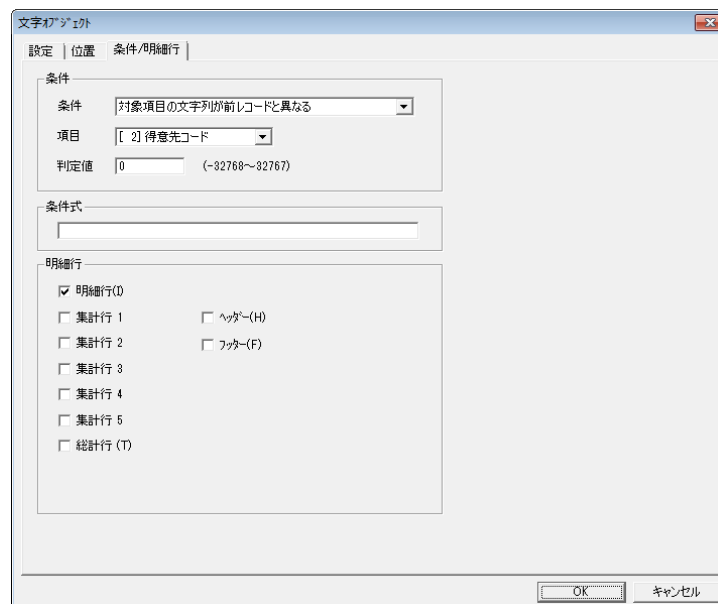 文字ｵﾌﾞｼﾞｪｸﾄ
設定 位置 条件/明細行
条件
条件 対象項目の文字列が前レコードと異なる
項目 [ 2] 得意先コード
判定値 0 (-32768～32767)
条件式
明細行
明細行(I)
集計行 1 ﾍｯﾀﾞｰ(H)
集計行 2 ﾌｯﾀｰ(F)
集計行 3
集計行 4
集計行 5
総計行 (T)
OK キャンセル